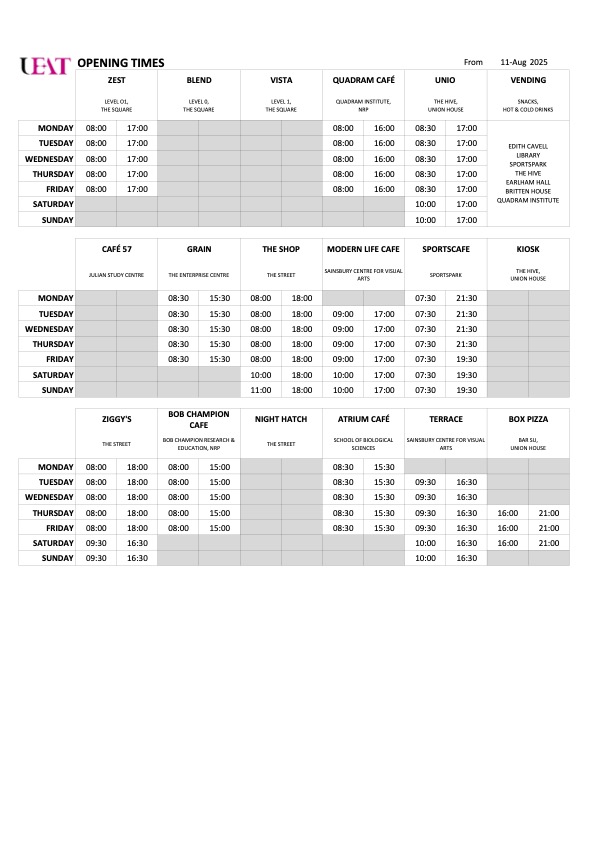 UEAT OPENING TIMES From 11-Aug 2025
ZEST BLEND VISTA QUADRAM CAFÉ UNIO VENDING
LEVEL O1, LEVEL 0, LEVEL 1, QUADRAM INSTITUTE, THE HIVE, SNACKS,
THE SQUARE THE SQUARE THE SQUARE NRP UNION HOUSE HOT & COLD DRINKS
MONDAY 08:00 17:00 08:00 16:00 08:30 17:00
TUESDAY 08:00 17:00 08:00 16:00 08:30 17:00
EDITH CAVELL
LIBRARY
WEDNESDAY 08:00 17:00 08:00 16:00 08:30 17:00
SPORTSPARK
THURSDAY 08:00 17:00 08:00 16:00 08:30 17:00
THE HIVE
EARLHAM HALL
FRIDAY 08:00 17:00 08:00 16:00 08:30 17:00
BRITTEN HOUSE
SATURDAY 10:00 17:00
QUADRAM INSTITUTE
SUNDAY 10:00 17:00
CAFÉ 57 GRAIN THE SHOP MODERN LIFE CAFE SPORTSCAFE KIOSK
JULIAN STUDY CENTRE THE ENTERPRISE CENTRE THE STREET SAINSBURY CENTRE FOR VISUAL SPORTSPARK THE HIVE,
ARTS UNION HOUSE
MONDAY 08:30 15:30 08:00 18:00 07:30 21:30
TUESDAY 08:30 15:30 08:00 18:00 09:00 17:00 07:30 21:30
WEDNESDAY 08:30 15:30 08:00 18:00 09:00 17:00 07:30 21:30
THURSDAY 08:30 15:30 08:00 18:00 09:00 17:00 07:30 21:30
FRIDAY 08:30 15:30 08:00 18:00 09:00 17:00 07:30 19:30
SATURDAY 10:00 18:00 10:00 17:00 07:30 19:30
SUNDAY 11:00 18:00 10:00 17:00 07:30 19:30
ZIGGY'S BOB CHAMPION NIGHT HATCH ATRIUM CAFÉ TERRACE BOX PIZZA
CAFE
THE STREET BOB CHAMPION RESEARCH & THE STREET SCHOOL OF BIOLOGICAL SAINSBURY CENTRE FOR VISUAL BAR SU,
EDUCATION, NRP SCIENCES ARTS UNION HOUSE
MONDAY 08:00 18:00 08:00 15:00 08:30 15:30
TUESDAY 08:00 18:00 08:00 15:00 08:30 15:30 09:30 16:30
WEDNESDAY 08:00 18:00 08:00 15:00 08:30 15:30 09:30 16:30
THURSDAY 08:00 18:00 08:00 15:00 08:30 15:30 09:30 16:30 16:00 21:00
FRIDAY 08:00 18:00 08:00 15:00 08:30 15:30 09:30 16:30 16:00 21:00
SATURDAY 09:30 16:30 10:00 16:30 16:00 21:00
SUNDAY 09:30 16:30 10:00 16:30